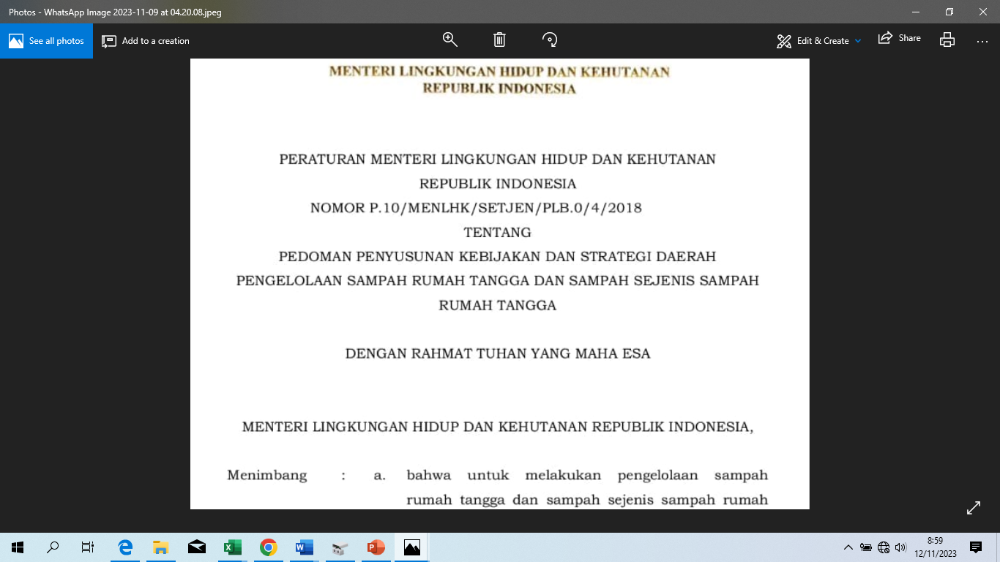 Photos - WhatsApp Image 2023-11-09 at 04.20.08.jpeg
See all photos
Add to a creation
Edit & Create
Share
MENTERI LINGKUNGAN HIDUP DAN KEHUTANAN
REPUBLIK INDONESIA
PERATURAN MENTERI LINGKUNGAN HIDUP DAN KEHUTANAN
REPUBLIK INDONESIA
NOMOR P.10/MENLHK/SETJEN/PLB.0/4/2018
TENTANG
PEDOMAN PENYUSUNAN KEBIJAKAN DAN STRATEGI DAERAH
PENGELOLAAN SAMPAH RUMAH TANGGA DAN SAMPAH SEJENIS SAMPAH
RUMAH TANGGA
DENGAN RAHMAT TUHAN YANG MAHA ESA
MENTERI LINGKUNGAN HIDUP DAN KEHUTANAN REPUBLIK INDONESIA,
Menimbang : a. bahwa untuk melakukan pengelolaan sampah
rumah tangga dan sampah sejenis sampah rumah
8:59
12/11/2023